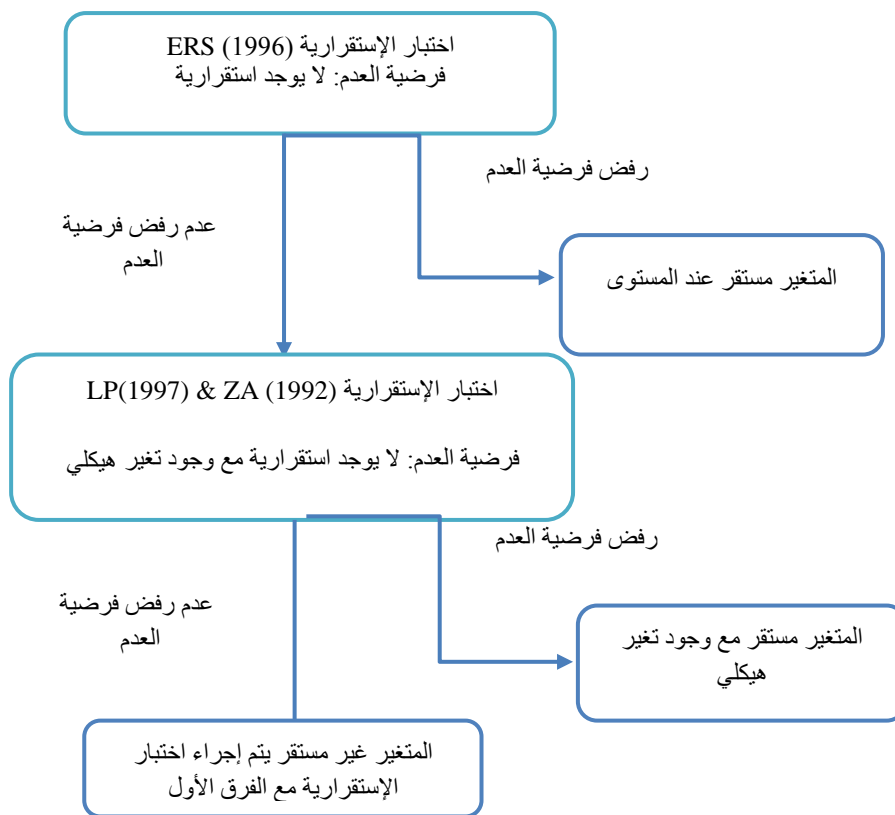 اختبار الإستقرارية ERS (1996)
فرضية العدم: لا يوجد استقرارية
رفض فرضية العدم
عدم رفض فرضية
العدم
المتغير مستقر عند المستوى
اختبار الإستقرارية LP(1997) & ZA (1992)
فرضية العدم: لا يوجد استقرارية مع وجود تغير هيكلي
رفض فرضية العدم
عدم رفض فرضية
العدم
المتغير مستقر مع وجود تغير
هيكلي
المتغير غير مستقر يتم إجراء اختبار
الإستقرارية مع الفرق الأول